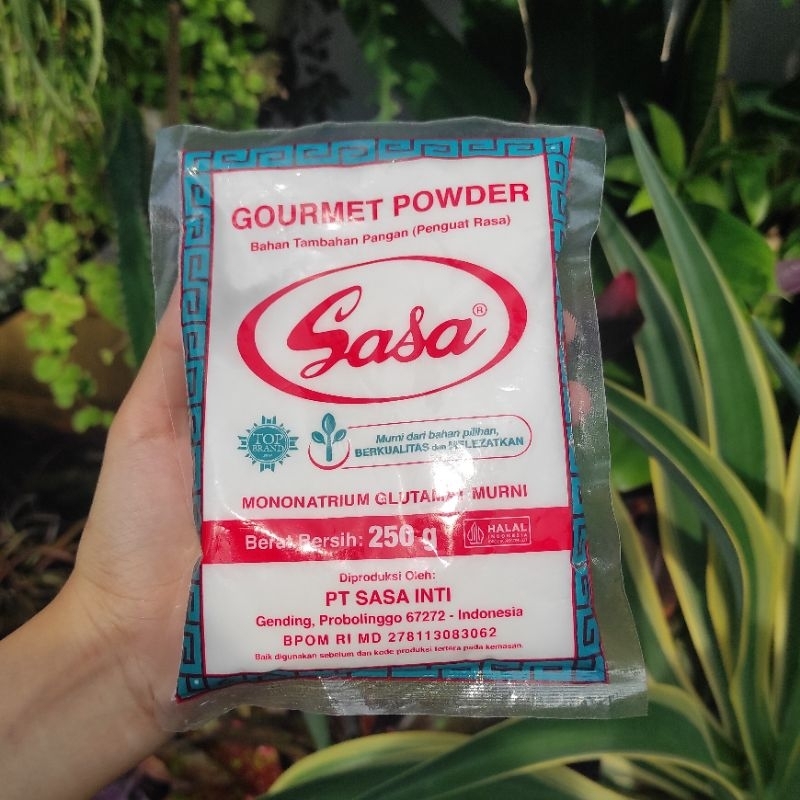 GOURMET POWDER
Bahan Tambahan Pangan (Penguat Rasa)
Sasa®
TOP
BRAND
Murni dari bahan pilihan,
BERKUALITAS dan MELEZATKAN
MONONATRIUM GLUTAMAT MURNI
Berat Bersih: 250 g
HALAL
INDONESIA
Diproduksi Oleh:
PT SASA INTI
Gending, Probolinggo 67272 - Indonesia
BPOM RI MD 278113083062
Baik digunakan sebelum dan kode produksi tertera pada kemasan.